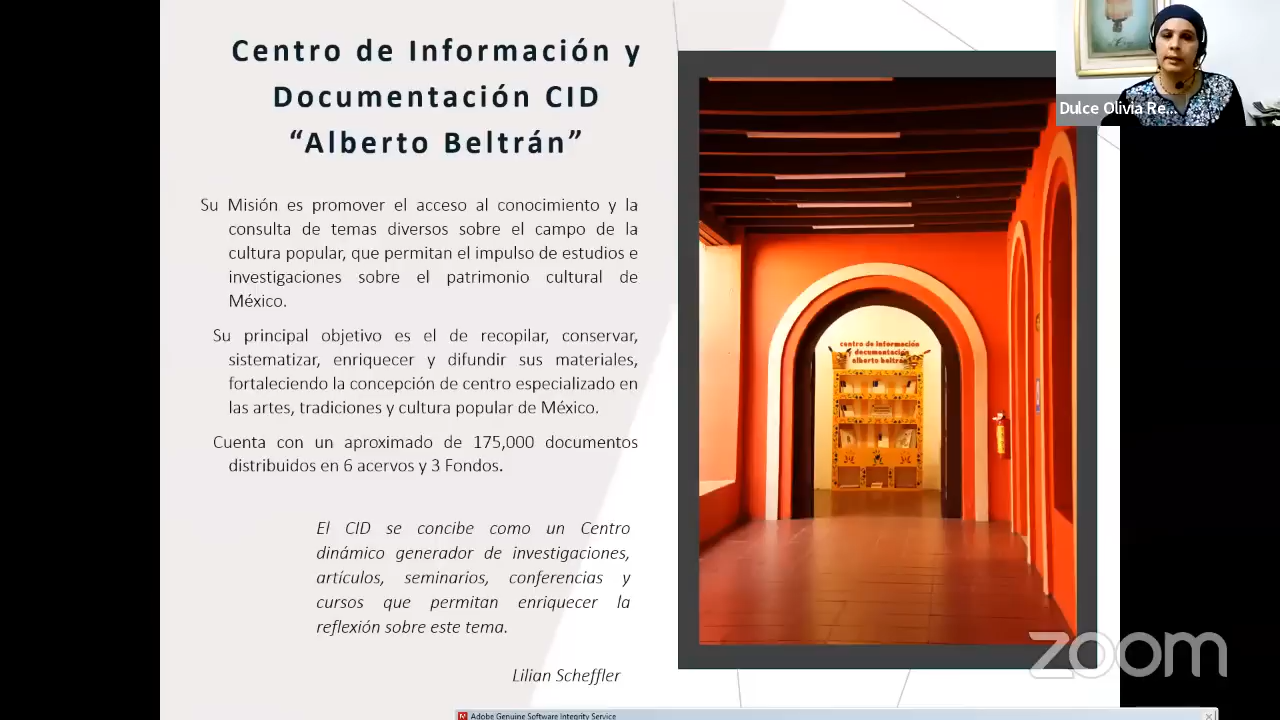 Centro de Información y
Documentación CID
“Alberto Beltrán”
Su Misión es promover el acceso al conocimiento y la
consulta de temas diversos sobre el campo de la
cultura popular, que permitan el impulso de estudios e
investigaciones sobre el patrimonio cultural de
México.
Su principal objetivo es el de recopilar, conservar,
sistematizar, enriquecer y difundir sus materiales,
fortaleciendo la concepción de centro especializado en
las artes, tradiciones y cultura popular de México.
Cuenta con un aproximado de 175,000 documentos
distribuidos en 6 acervos y 3 Fondos.
El CID se concibe como un Centro
dinámico generador de investigaciones,
artículos, seminarios, conferencias y
cursos que permitan enriquecer la
reflexión sobre este tema.
Lilian Scheffler
centro de información
y documentación
alberto beltrán
Dulce Olivia Re...
zoom
Adobe Genuine Software Integrity Service